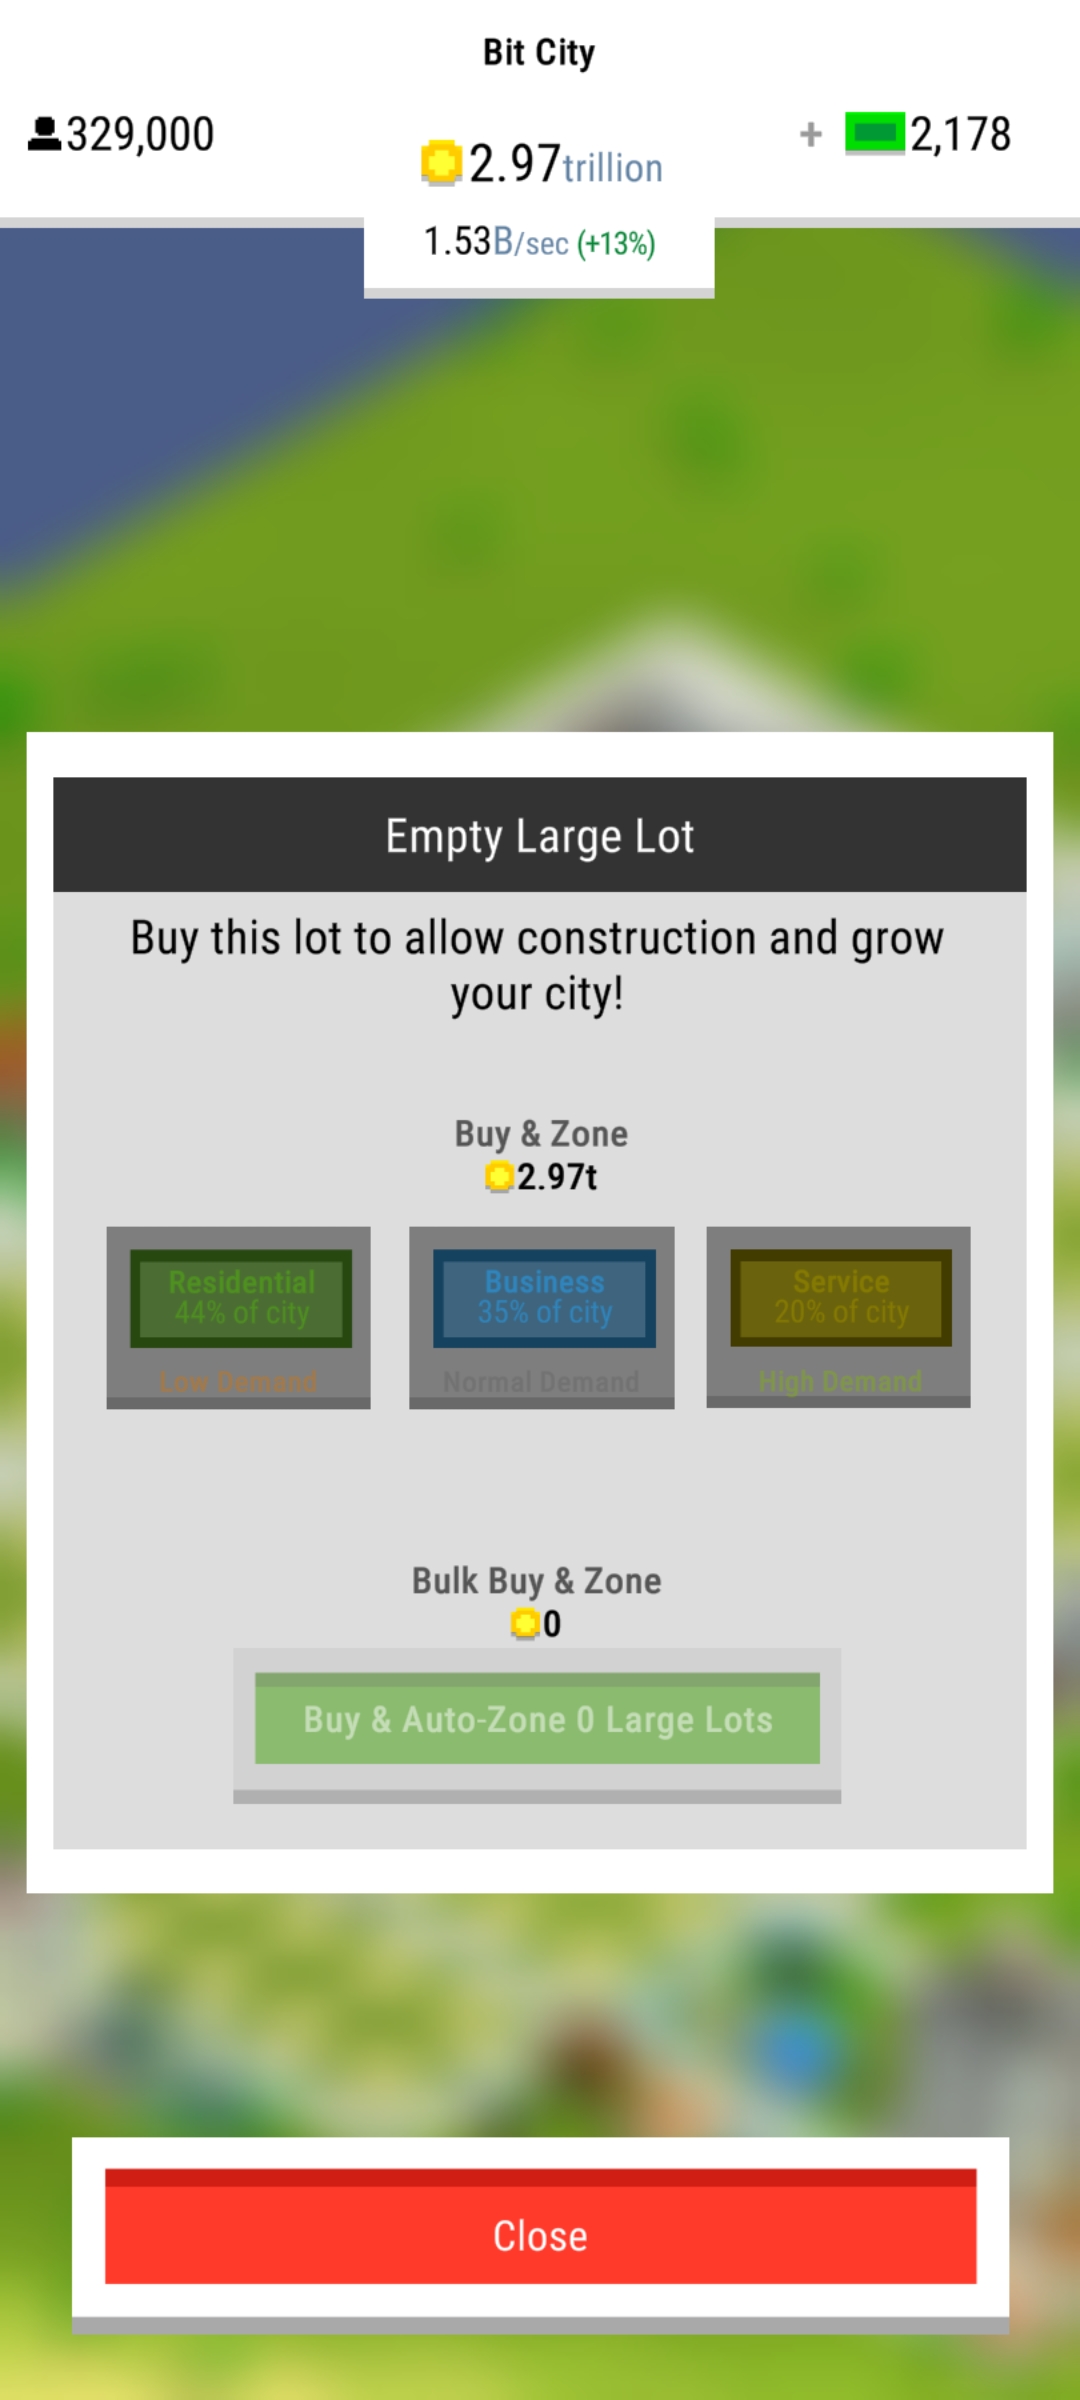 Bit City
329,000
2.97trillion
+ 2,178
1.53B/sec (+13%)
Empty Large Lot
Buy this lot to allow construction and grow
your city!
Buy & Zone
2.97t
Residential
44% of city
Low Demand
Business
35% of city
Normal Demand
Service
20% of city
High Demand
Bulk Buy & Zone
0
Buy & Auto-Zone 0 Large Lots
Close